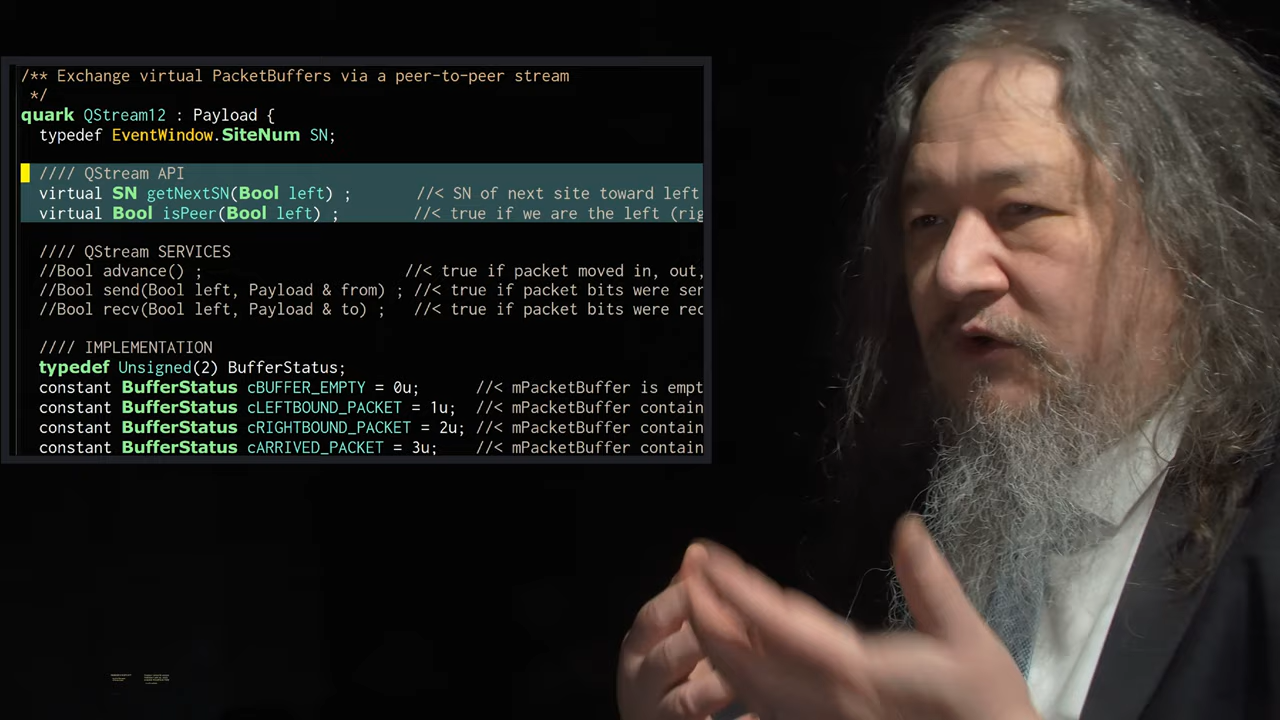 /** Exchange virtual PacketBuffers via a peer-to-peer stream
*/
quark QStream12 : Payload {
typedef EventWindow.SiteNum SN;
//// QStream API
virtual SN getNextSN(Bool left) ; //< SN of next site toward left
virtual Bool isPeer(Bool left) ; //< true if we are the left (rig
//// QStream SERVICES
//Bool advance() ; //< true if packet moved in, out,
//Bool send(Bool left, Payload & from) ; //< true if packet bits were ser
//Bool recv(Bool left, Payload & to) ; //< true if packet bits were rec
//// IMPLEMENTATION
typedef Unsigned(2) BufferStatus;
constant BufferStatus cBUFFER_EMPTY = 0u; //< mPacketBuffer is empt
constant BufferStatus cLEFTBOUND_PACKET = 1u; //< mPacketBuffer contain
constant BufferStatus cRIGHTBOUND_PACKET = 2u; //< mPacketBuffer contain
constant BufferStatus cARRIVED_PACKET = 3u; //< mPacketBuffer contain